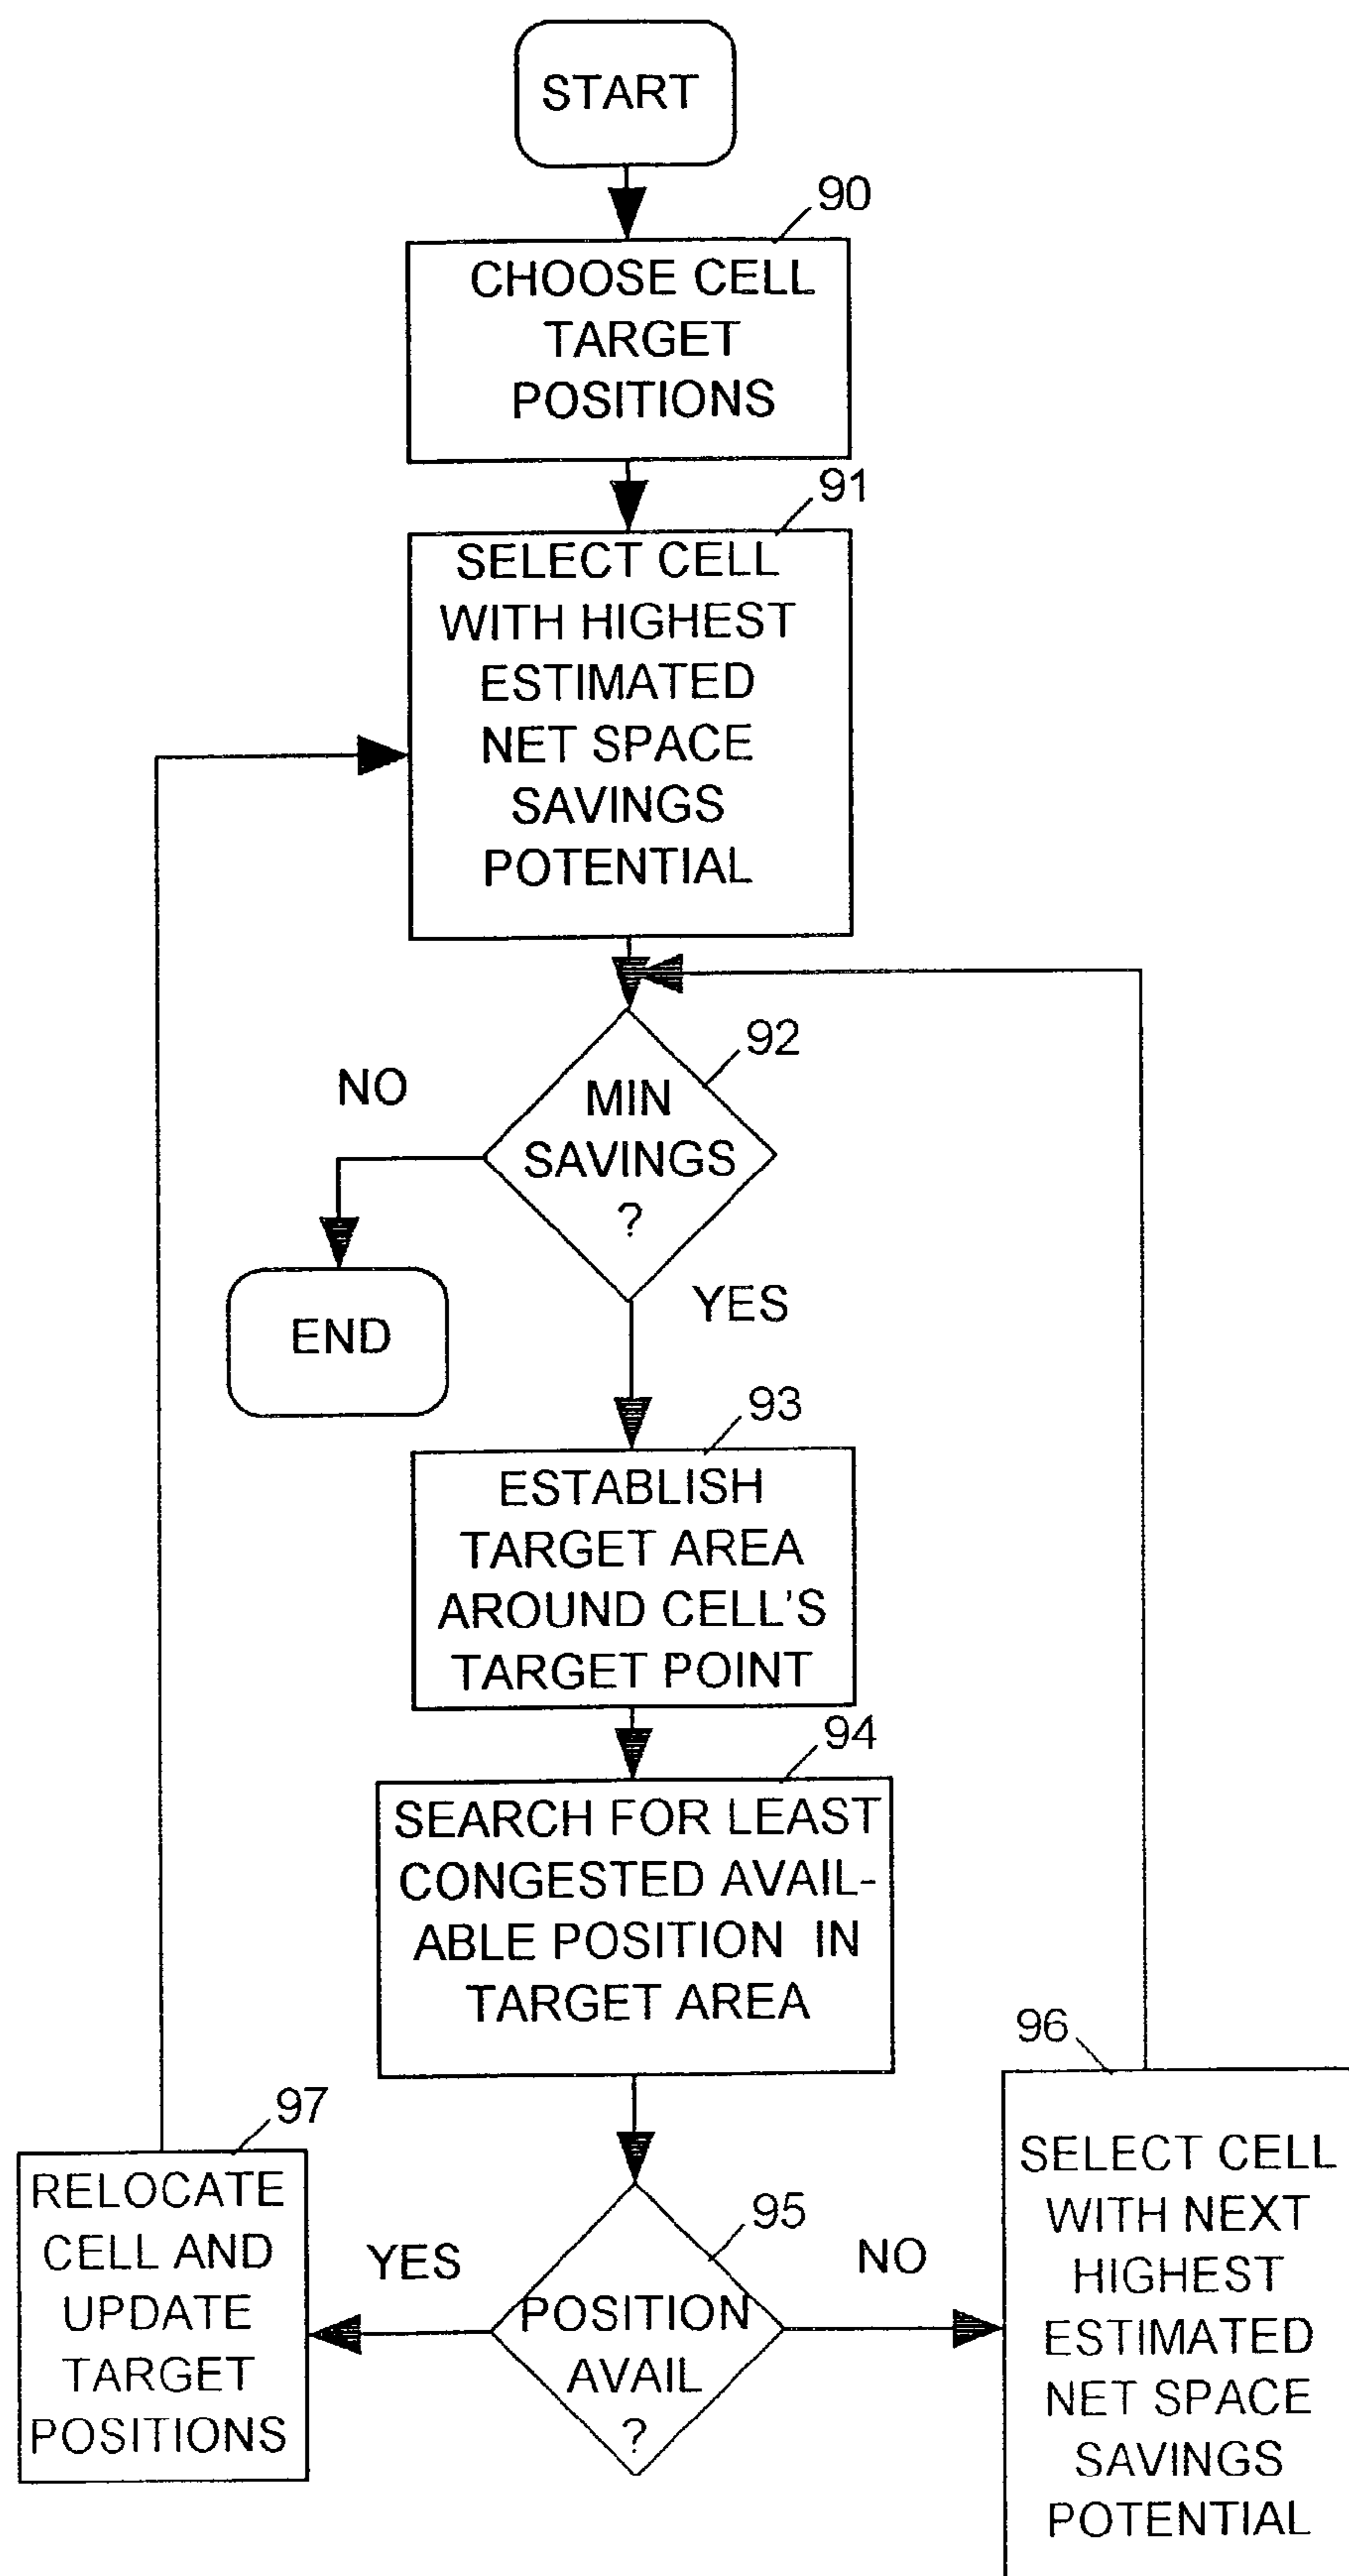 START
90
CHOOSE CELL
TARGET
POSITIONS
91
SELECT CELL
WITH HIGHEST
ESTIMATED
NET SPACE
SAVINGS
POTENTIAL
92
NO
MIN
SAVINGS
?
END
YES
93
ESTABLISH
TARGET AREA
AROUND CELL'S
TARGET POINT
94
SEARCH FOR LEAST
CONGESTED AVAIL-
ABLE POSITION IN
TARGET AREA
97
RELOCATE
CELL AND
UPDATE
TARGET
POSITIONS
YES
95
POSITION
AVAIL
?
NO
96
SELECT CELL
WITH NEXT
HIGHEST
ESTIMATED
NET SPACE
SAVINGS
POTENTIAL